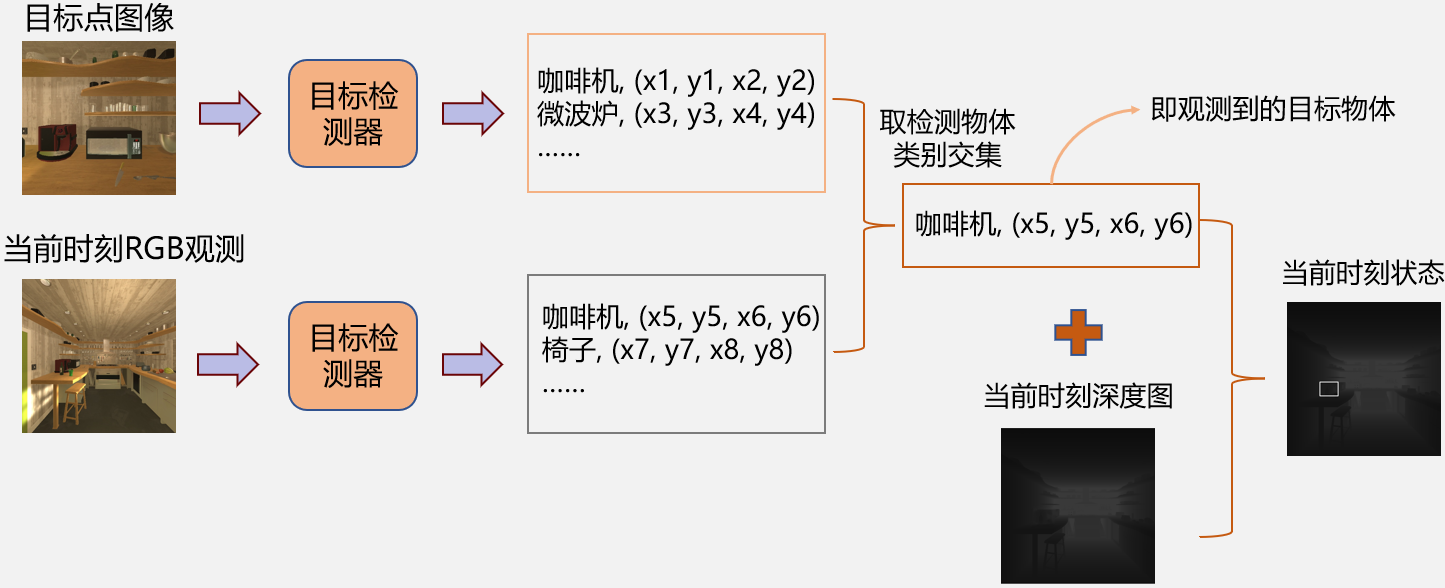 目标点图像
目标检
测器
咖啡机, (x1, y1, x2, y2)
微波炉, (x3, y3, x4, y4)
......
取检测物体
类别交集
即观测到的目标物体
咖啡机, (x5, y5, x6, y6)
当前时刻RGB观测
目标检
测器
咖啡机, (x5, y5, x6, y6)
椅子, (x7, y7, x8, y8)
......
当前时刻深度图
当前时刻状态